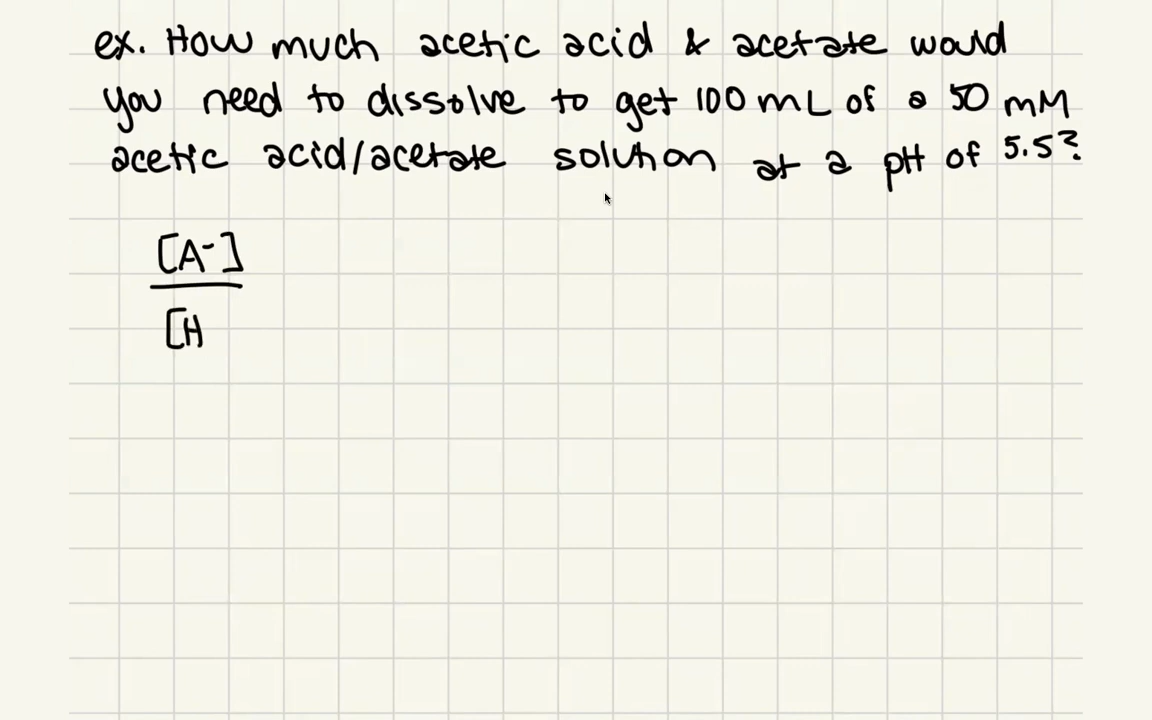 ex. How much acetic acid & acetate would
you need to dissolve to get 100 mL of a 50 mM
acetic acid/acetate solution at a pH of 5.5?
[A⁻]
[H